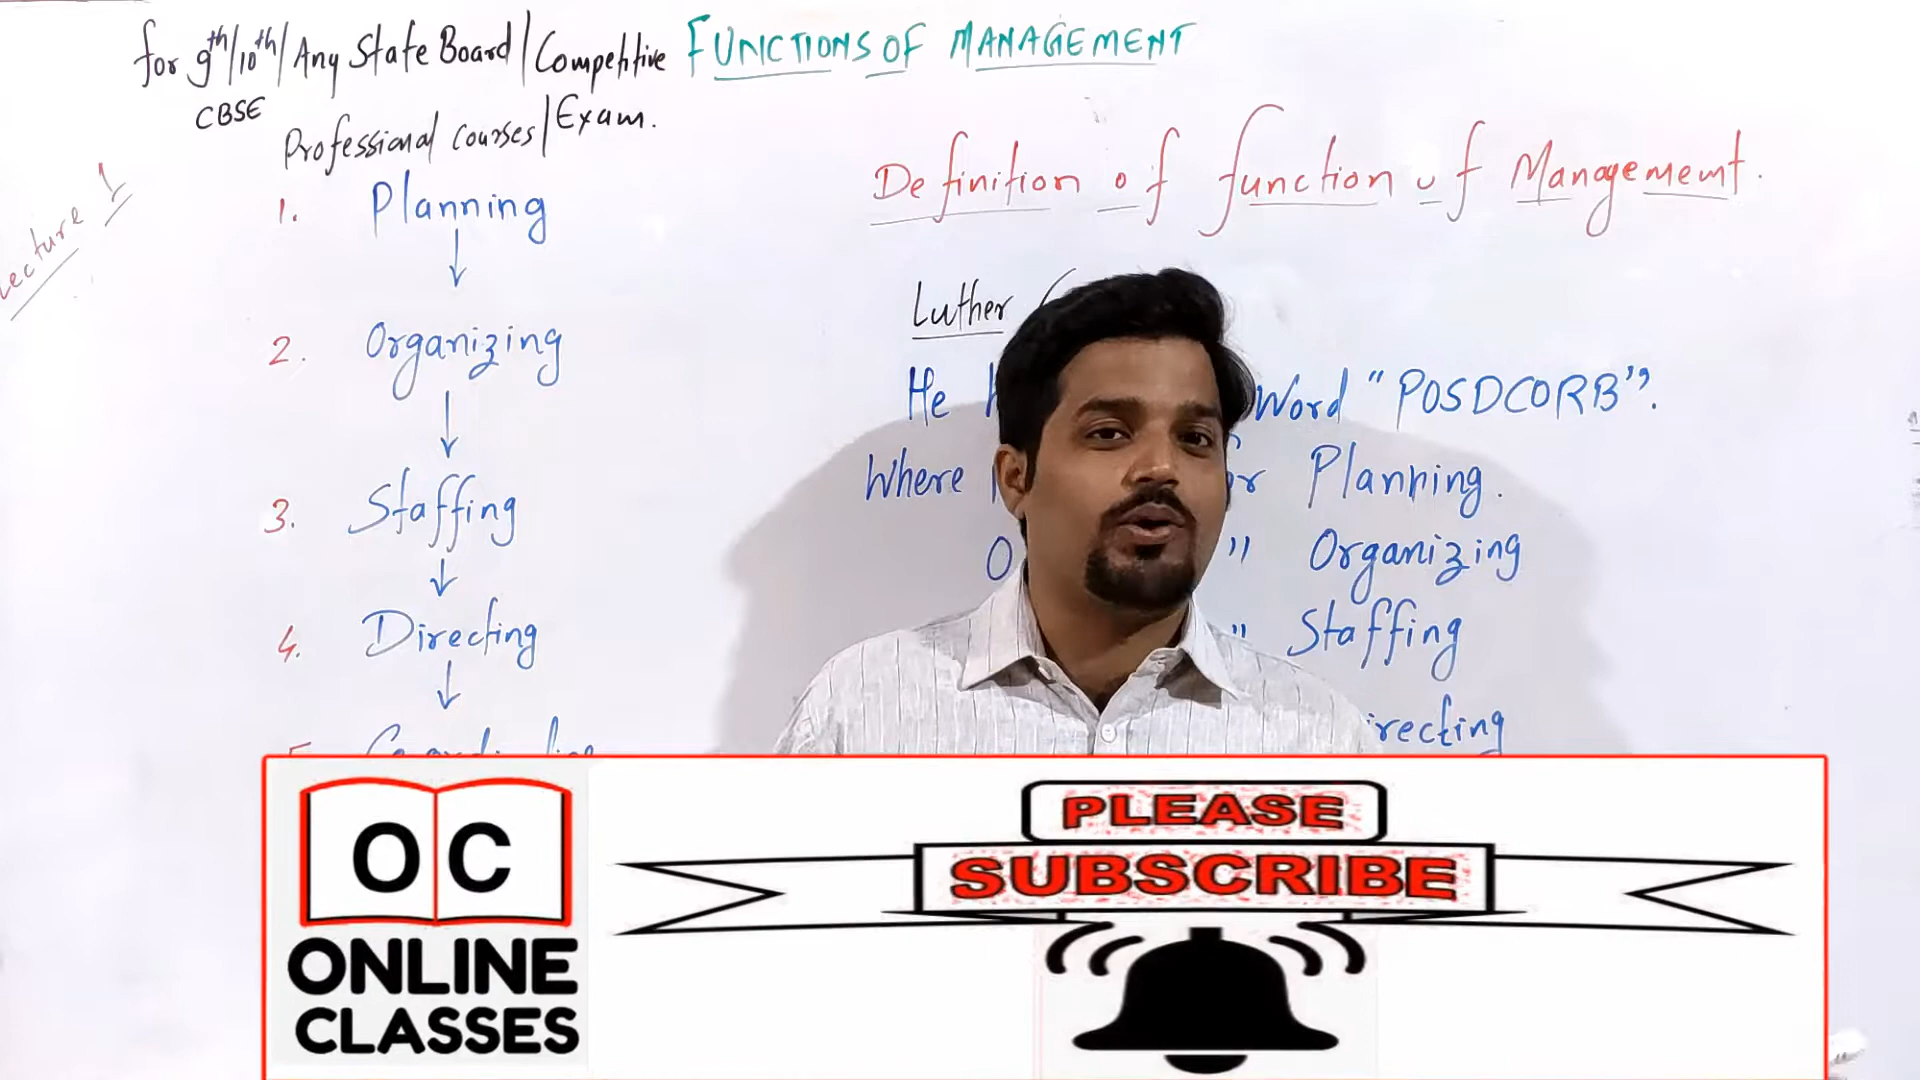 for 9th/10th/Any State Board/Competitive FUNCTIONS OF MANAGEMENT
CBSE
Professional courses/Exam.
Lecture 1
Definition of function of Management.
1. Planning
2. Organizing
3. Staffing
4. Directing
Luther
He Word "POSDCORB".
Where Planning.
O " Organizing
" Staffing
irecting
OC
ONLINE
CLASSES
PLEASE
SUBSCRIBE